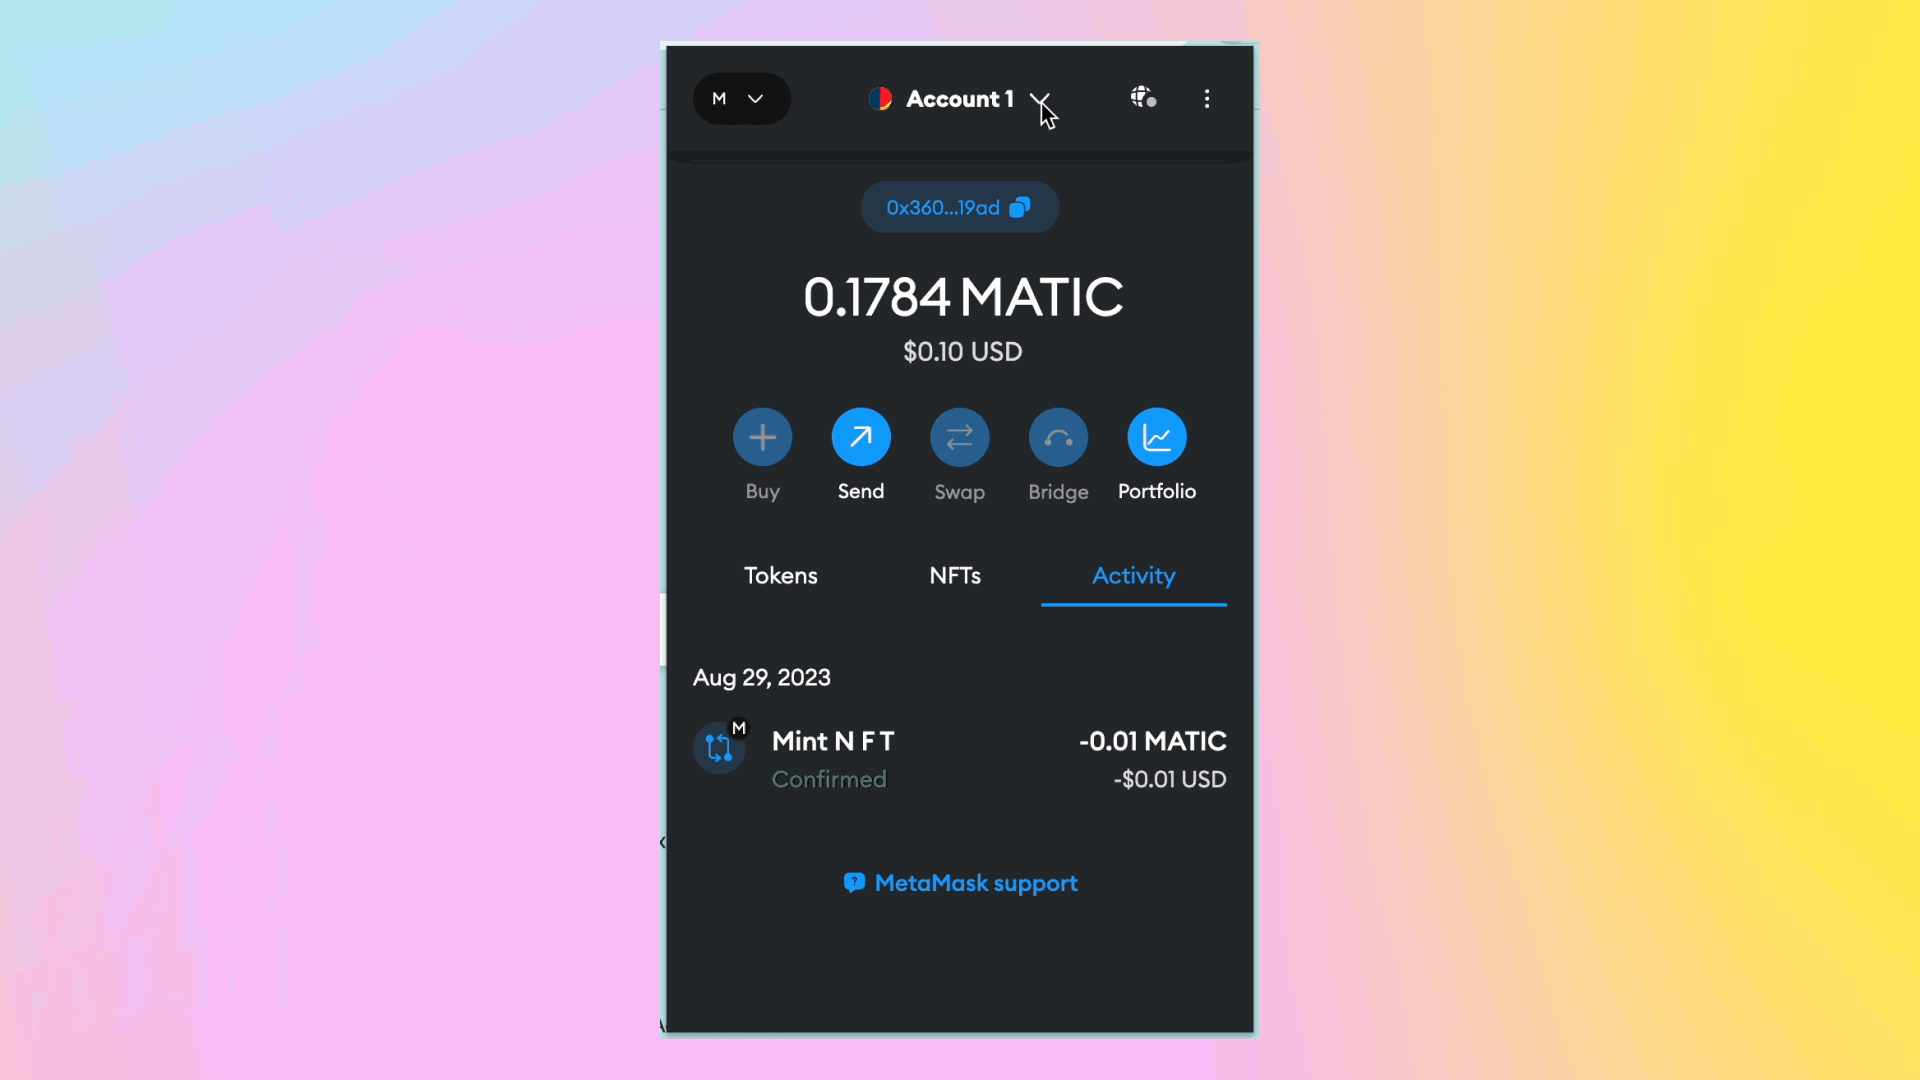 M
Account 1
0x360...19ad
0.1784 MATIC
$0.10 USD
Buy
Send
Swap
Bridge
Portfolio
Tokens
NFTs
Activity
Aug 29, 2023
M
Mint N F T
-0.01 MATIC
Confirmed
-$0.01 USD
MetaMask support